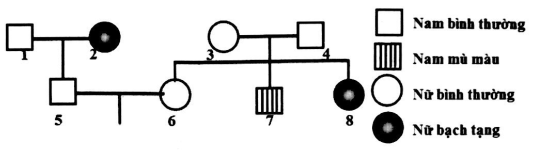 1
2
3
4
5
6
7
8
Nam bình thường
Nam mù màu
Nữ bình thường
Nữ bạch tạng